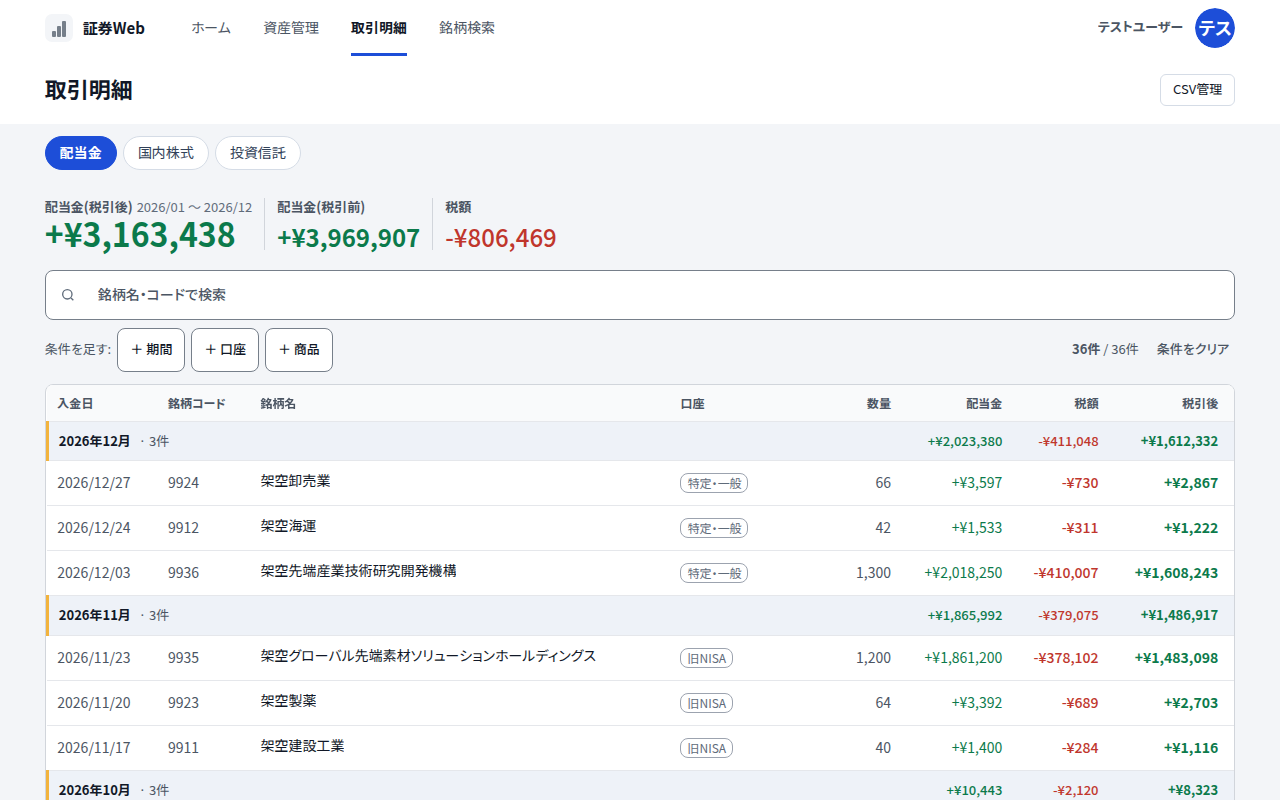 証券Web ホーム 資産管理 取引明細 銘柄検索 テストユーザー テス
取引明細 CSV管理
配当金 国内株式 投資信託
配当金(税引後) 2026/01 〜 2026/12 配当金(税引前) 税額
+¥3,163,438 +¥3,969,907 -¥806,469
銘柄名・コードで検索
条件を足す: ＋ 期間 ＋ 口座 ＋ 商品 36件 / 36件 条件をクリア
入金日 銘柄コード 銘柄名 口座 数量 配当金 税額 税引後
2026年12月 · 3件 +¥2,023,380 -¥411,048 +¥1,612,332
2026/12/27 9924 架空卸売業 特定・一般 66 +¥3,597 -¥730 +¥2,867
2026/12/24 9912 架空海運 特定・一般 42 +¥1,533 -¥311 +¥1,222
2026/12/03 9936 架空先端産業技術研究開発機構 特定・一般 1,300 +¥2,018,250 -¥410,007 +¥1,608,243
2026年11月 · 3件 +¥1,865,992 -¥379,075 +¥1,486,917
2026/11/23 9935 架空グローバル先端素材ソリューションホールディングス 旧NISA 1,200 +¥1,861,200 -¥378,102 +¥1,483,098
2026/11/20 9923 架空製薬 旧NISA 64 +¥3,392 -¥689 +¥2,703
2026/11/17 9911 架空建設工業 旧NISA 40 +¥1,400 -¥284 +¥1,116
2026年10月 · 3件 +¥10,443 -¥2,120 +¥8,323